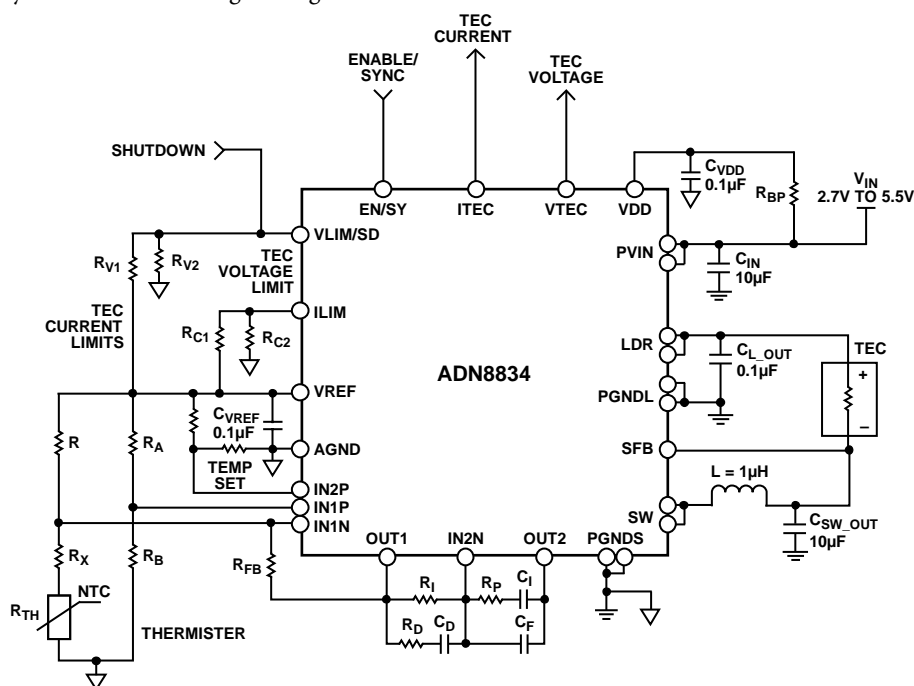 TEC
CURRENT
ENABLE/
SYNC
TEC
VOLTAGE
SHUTDOWN
CVDD
0.1µF
RBP
VIN
2.7V TO 5.5V
EN/SY
ITEC
VTEC
VDD
VLIM/SD
TEC
VOLTAGE
LIMIT
PVIN
CIN
10µF
RV1
RV2
TEC
CURRENT
LIMITS
ILIM
RC1
RC2
LDR
CL_OUT
0.1µF
TEC
+
–
ADN8834
PGNDL
VREF
CVREF
0.1µF
R
RA
AGND
TEMP
SET
SFB
IN2P
IN1P
IN1N
L = 1µH
SW
CSW_OUT
10µF
OUT1
IN2N
OUT2
PGNDS
RX
RB
RFB
RI
RP
CI
RD
CD
CF
RTH
NTC
THERMISTER